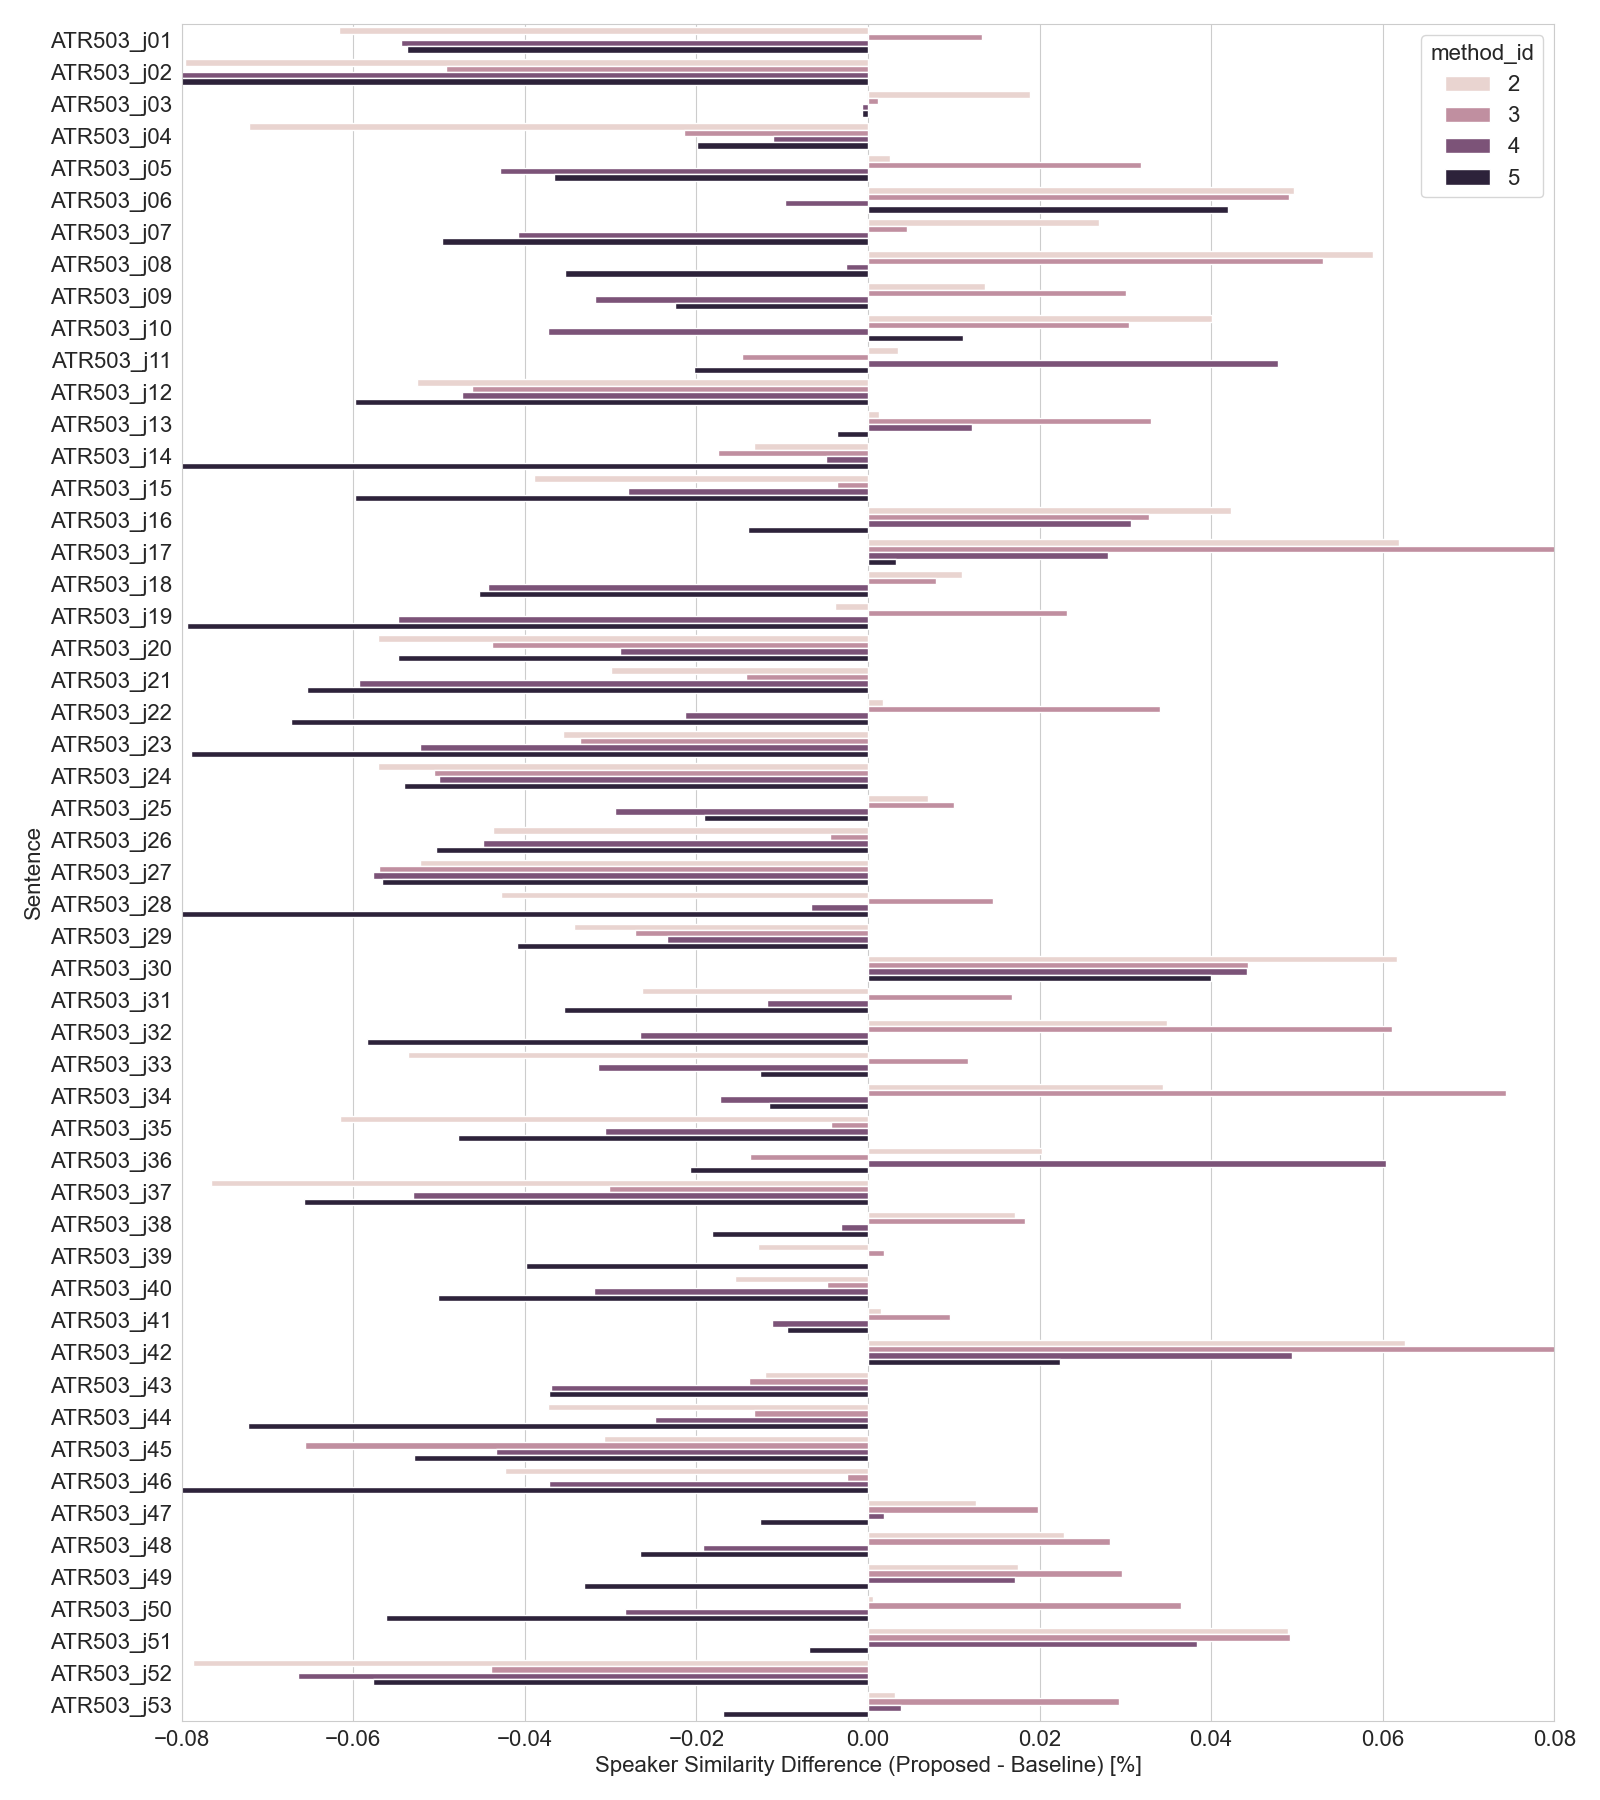 ATR503_j01
ATR503_j02
ATR503_j03
ATR503_j04
ATR503_j05
ATR503_j06
ATR503_j07
ATR503_j08
ATR503_j09
ATR503_j10
ATR503_j11
ATR503_j12
ATR503_j13
ATR503_j14
ATR503_j15
ATR503_j16
ATR503_j17
ATR503_j18
ATR503_j19
ATR503_j20
ATR503_j21
ATR503_j22
ATR503_j23
ATR503_j24
ATR503_j25
ATR503_j26
ATR503_j27
ATR503_j28
ATR503_j29
ATR503_j30
ATR503_j31
ATR503_j32
ATR503_j33
ATR503_j34
ATR503_j35
ATR503_j36
ATR503_j37
ATR503_j38
ATR503_j39
ATR503_j40
ATR503_j41
ATR503_j42
ATR503_j43
ATR503_j44
ATR503_j45
ATR503_j46
ATR503_j47
ATR503_j48
ATR503_j49
ATR503_j50
ATR503_j51
ATR503_j52
ATR503_j53
Sentence
method_id
2
3
4
5
−0.08 −0.06 −0.04 −0.02 0.00 0.02 0.04 0.06 0.08
Speaker Similarity Difference (Proposed - Baseline) [%]